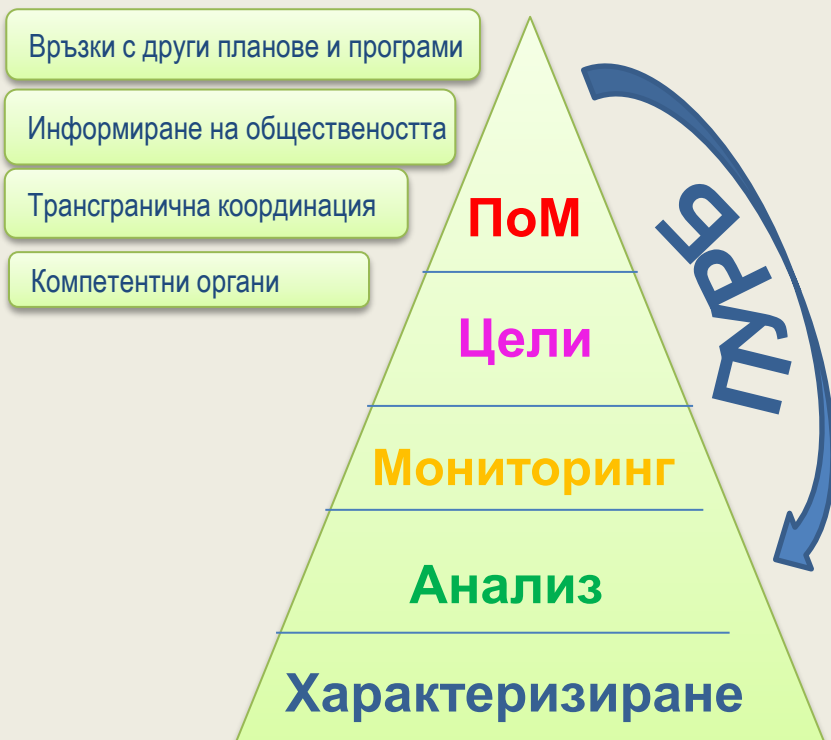 Връзки с други планове и програми
Информиране на обществеността
Трансгранична координация
Компетентни органи
ПоМ
Цели
Мониторинг
Анализ
Характеризиране
ПУРБ